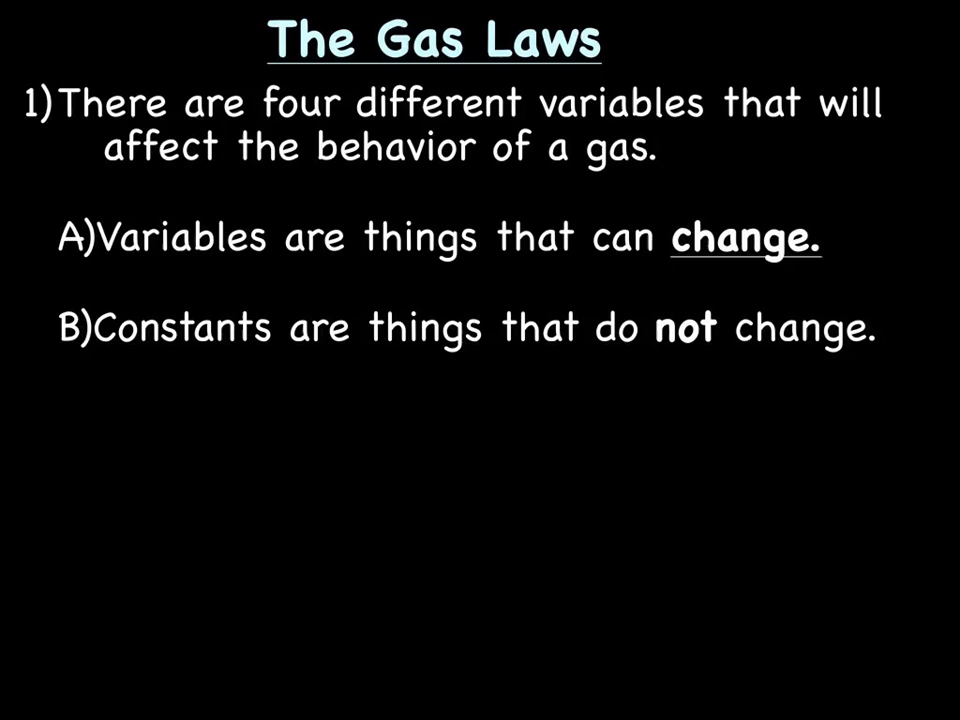 The Gas Laws
1)There are four different variables that will
affect the behavior of a gas.
A)Variables are things that can change.
B)Constants are things that do not change.